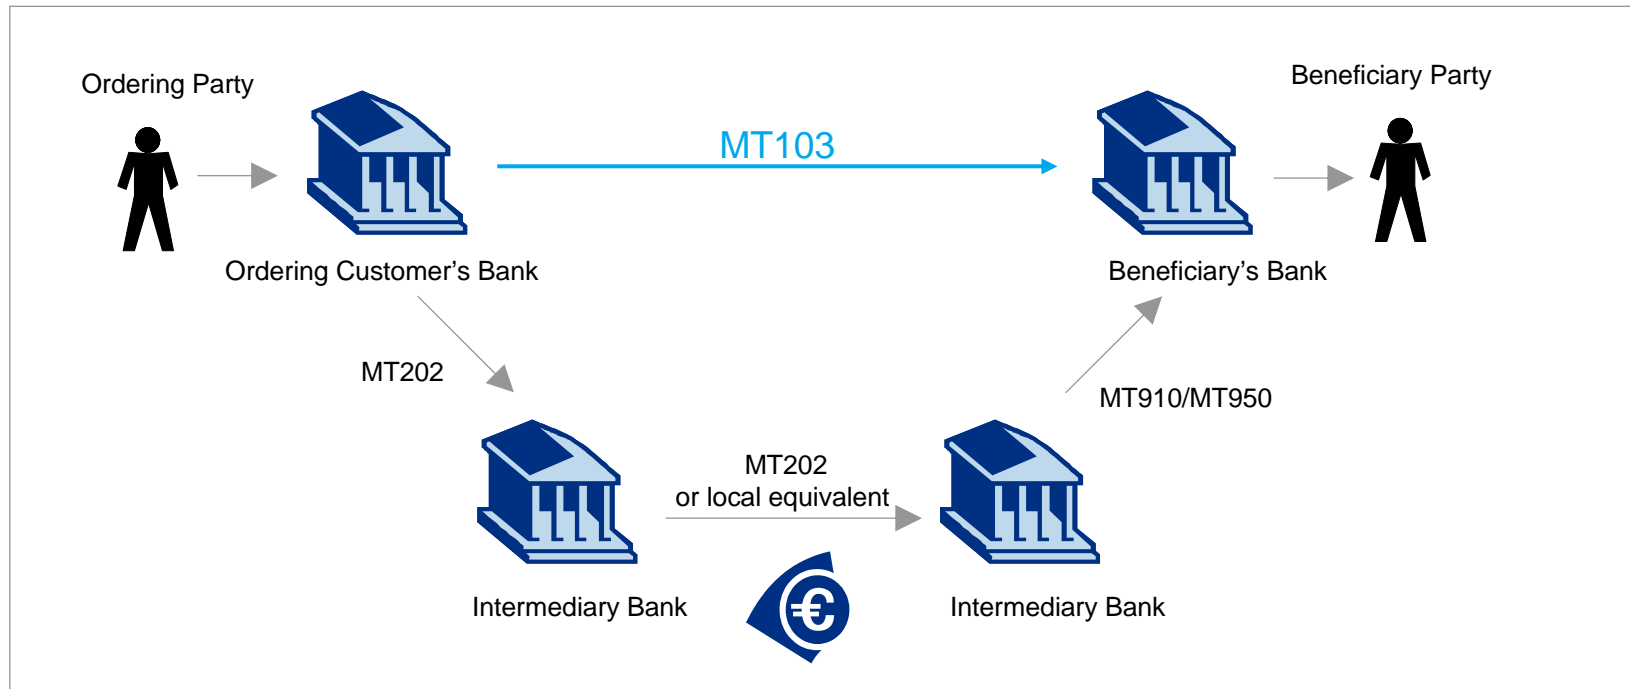 Ordering Party
Beneficiary Party
MT103
Ordering Customer’s Bank
Beneficiary’s Bank
MT202
MT910/MT950
MT202
or local equivalent
Intermediary Bank
€
Intermediary Bank